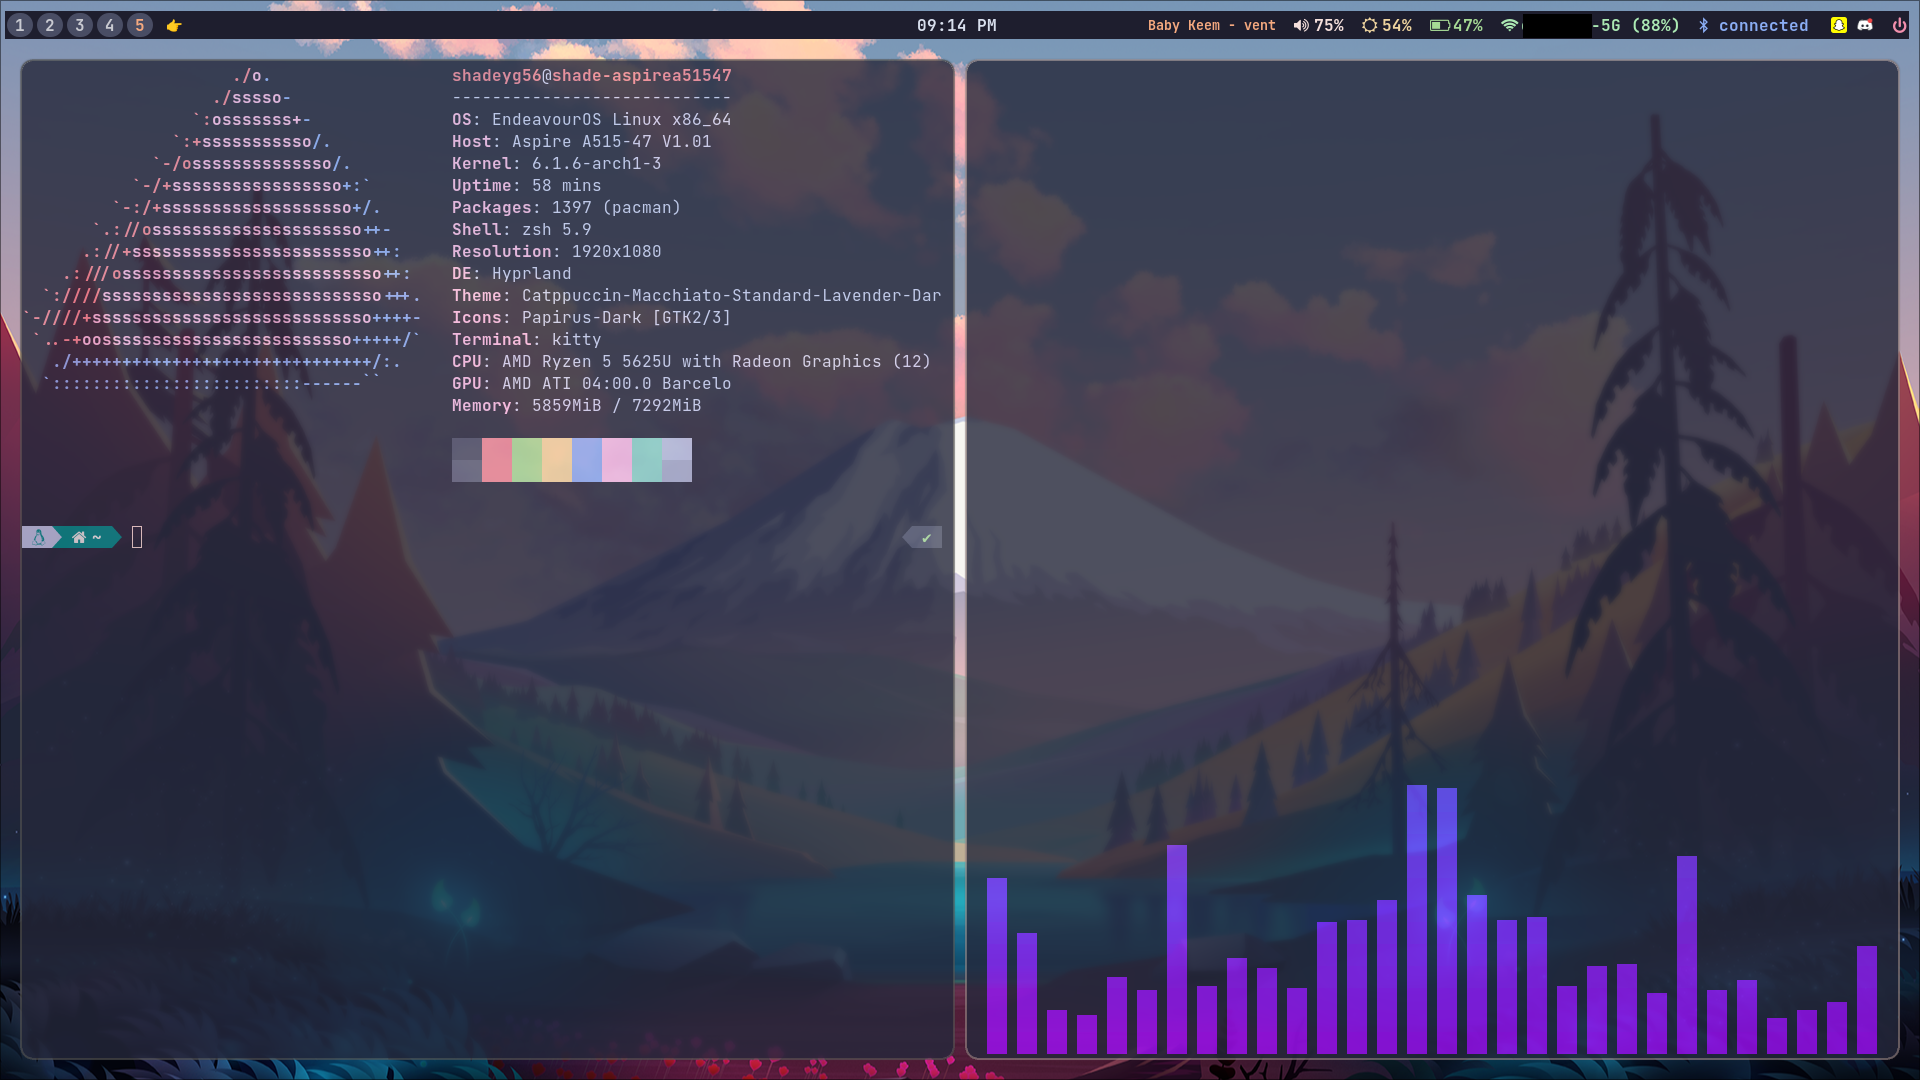 1 2 3 4 5 👉 09:14 PM Baby Keem - vent 75% 54% 47% -5G (88%) connected
./o.
./sssso-
`:osssssss+-
`:+sssssssssso/.
`-/ossssssssssssso/.
`-/+sssssssssssssssso+:`
`-:/+sssssssssssssssssso+/.
`.://osssssssssssssssssssso++-
.://+ssssssssssssssssssssssso++:
.:///ossssssssssssssssssssssssso++:
`:////ssssssssssssssssssssssssssso+++.
`-////+ssssssssssssssssssssssssssso++++-
`..-+oosssssssssssssssssssssssso+++++/`
./++++++++++++++++++++++++++++++/:.
`:::::::::::::::::::::::::------``
shadeyg56@shade-aspirea51547
----------------------------
OS: EndeavourOS Linux x86_64
Host: Aspire A515-47 V1.01
Kernel: 6.1.6-arch1-3
Uptime: 58 mins
Packages: 1397 (pacman)
Shell: zsh 5.9
Resolution: 1920x1080
DE: Hyprland
Theme: Catppuccin-Macchiato-Standard-Lavender-Dar
Icons: Papirus-Dark [GTK2/3]
Terminal: kitty
CPU: AMD Ryzen 5 5625U with Radeon Graphics (12)
GPU: AMD ATI 04:00.0 Barcelo
Memory: 5859MiB / 7292MiB
~ ✔